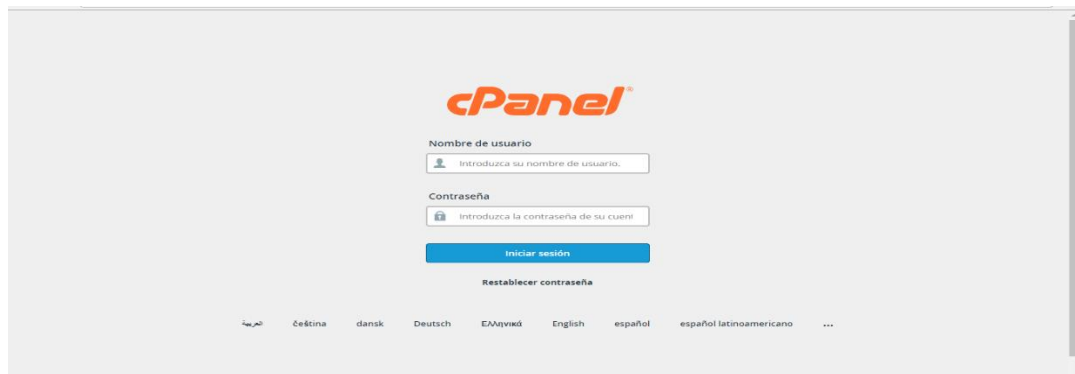 cPanel®
Nombre de usuario
Introduzca su nombre de usuario.
Contraseña
Introduzca la contraseña de su cuent
Iniciar sesión
Restablecer contraseña
العربية čeština dansk Deutsch Ελληνικά English español español latinoamericano ...